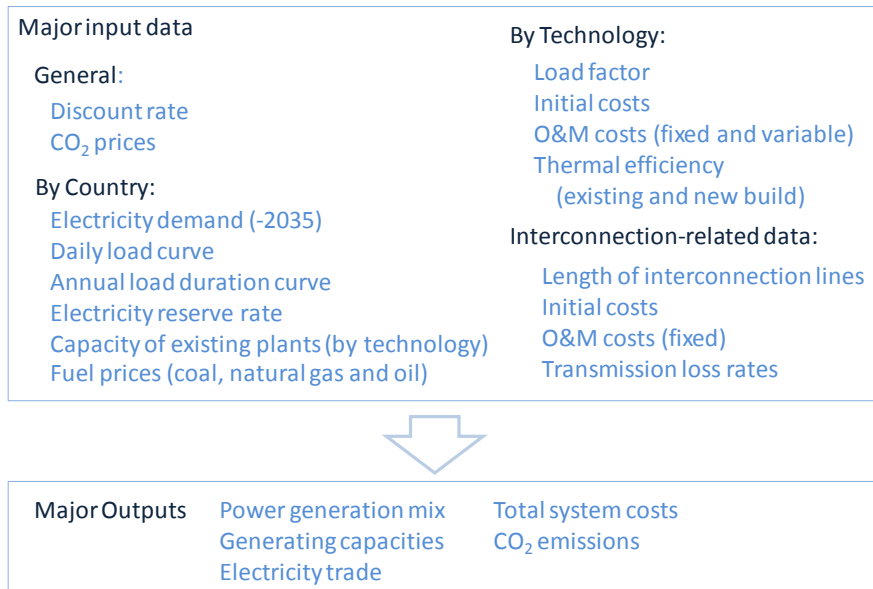 Major input data
General:
Discount rate
CO₂ prices
By Country:
Electricity demand (-2035)
Daily load curve
Annual load duration curve
Electricity reserve rate
Capacity of existing plants (by technology)
Fuel prices (coal, natural gas and oil)
By Technology:
Load factor
Initial costs
O&M costs (fixed and variable)
Thermal efficiency
(existing and new build)
Interconnection-related data:
Length of interconnection lines
Initial costs
O&M costs (fixed)
Transmission loss rates
Major Outputs
Power generation mix
Generating capacities
Electricity trade
Total system costs
CO₂ emissions